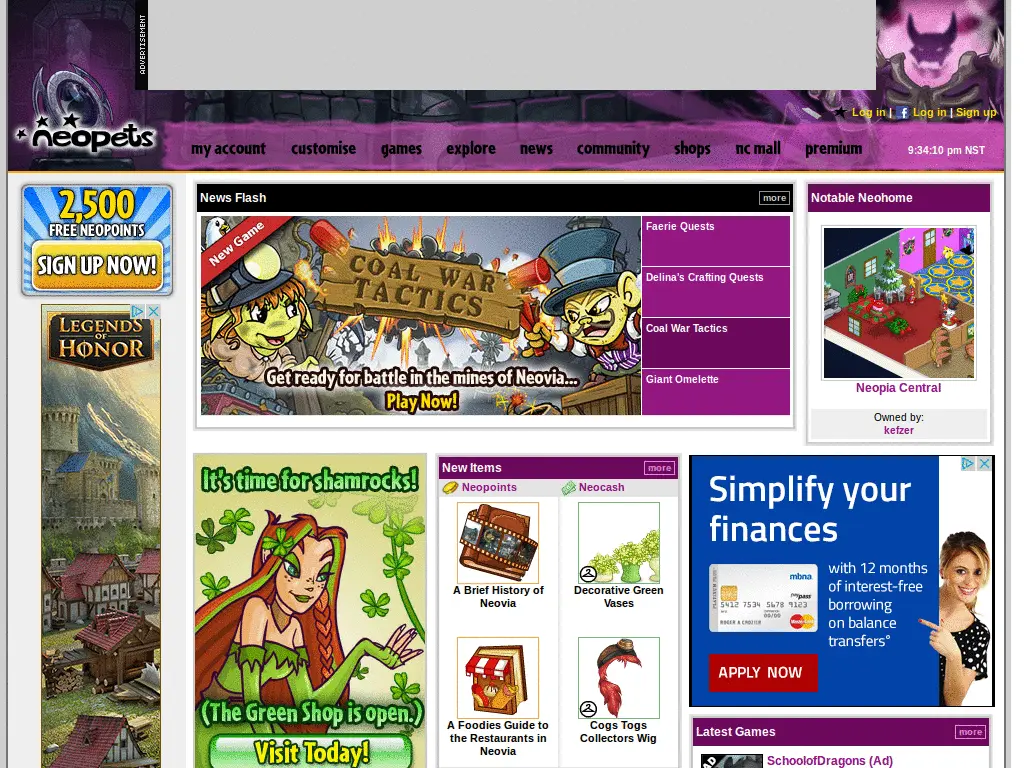 ADVERTISEMENT
neopets
Log in | Log in | Sign up
my account customise games explore news community shops nc mall premium
9:34:10 pm NST
2,500
FREE NEOPOINTS
SIGN UP NOW!
LEGENDS
OF
HONOR
News Flash
more
New Game
COAL WAR
TACTICS
Get ready for battle in the mines of Neovia...
Play Now!
Faerie Quests
Delina's Crafting Quests
Coal War Tactics
Giant Omelette
Notable Neohome
Neopia Central
Owned by:
kefzer
It's time for shamrocks!
(The Green Shop is open.)
Visit Today!
New Items
more
Neopoints
Neocash
A Brief History of
Neovia
Decorative Green
Vases
A Foodies Guide to
the Restaurants in
Neovia
Cogs Togs
Collectors Wig
Simplify your
finances
with 12 months
of interest-free
borrowing
on balance
transfers°
mbna
5412 7534 5678 9123
MasterCard
APPLY NOW
Latest Games
more
AD
SchoolofDragons (Ad)